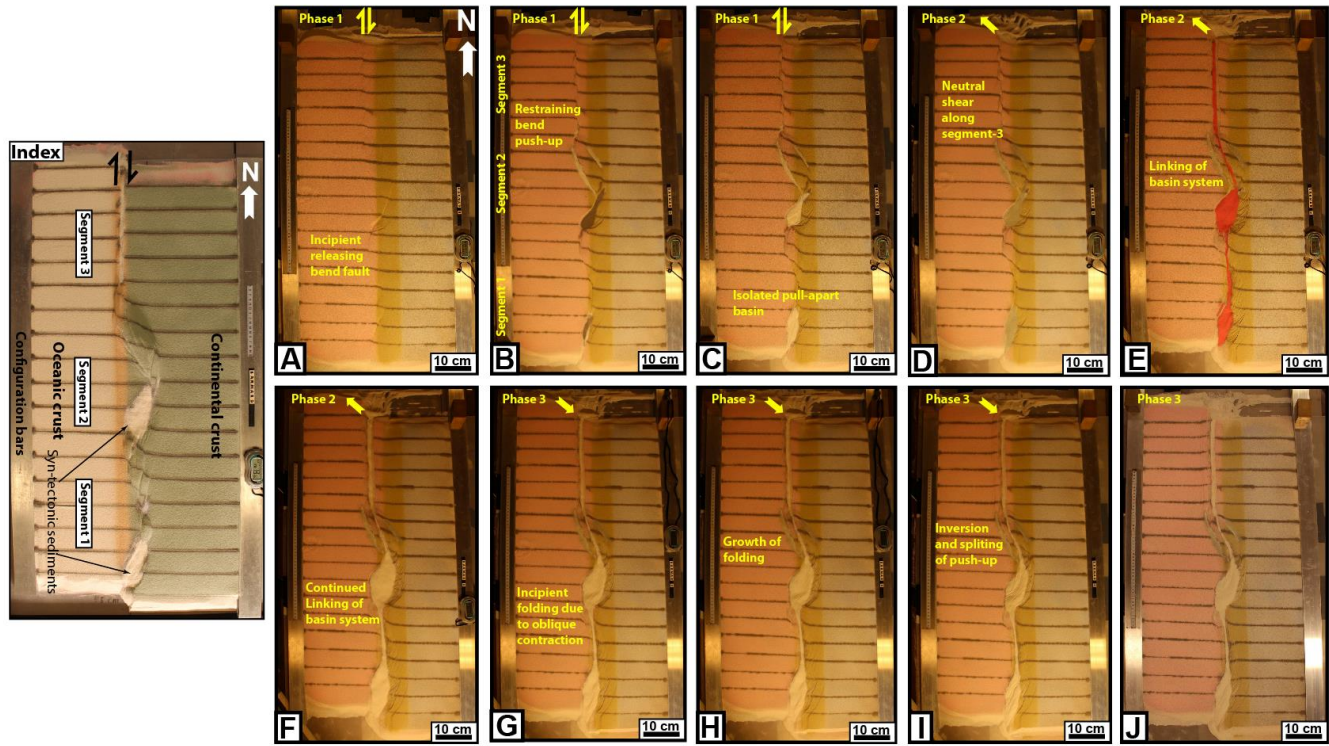 Index
N
Segment 3
Segment 2
Segment 1
Configuration bars
Oceanic crust
Continental crust
Syn-tectonic sediments
Phase 1
N
Incipient
releasing
bend fault
A
10 cm
Phase 1
Segment 3
Restraining
bend
push-up
Segment 2
Segment 1
B
10 cm
Phase 1
Isolated pull-apart
basin
C
10 cm
Phase 2
Neutral
shear
along
segment-3
D
10 cm
Phase 2
Linking of
basin system
E
10 cm
Phase 2
Continued
Linking of
basin system
F
10 cm
Phase 3
Incipient
folding due
to oblique
contraction
G
10 cm
Phase 3
Growth of
folding
H
10 cm
Phase 3
Inversion
and spliting
of push-up
I
10 cm
Phase 3
J
10 cm